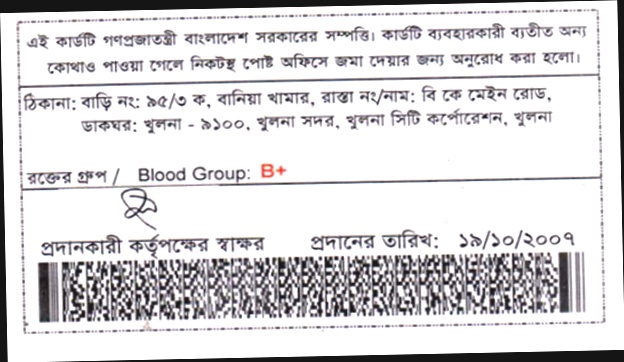 এই কার্ডটি গণপ্রজাতন্ত্রী বাংলাদেশ সরকারের সম্পত্তি। কার্ডটি ব্যবহারকারী ব্যতীত অন্য
কোথাও পাওয়া গেলে নিকটস্থ পোষ্ট অফিসে জমা দেয়ার জন্য অনুরোধ করা হলো।
ঠিকানা: বাড়ি নং: ৯৫/৩ ক, বানিয়া খামার, রাস্তা নং/নাম: বি কে মেইন রোড,
ডাকঘর: খুলনা - ৯১০০, খুলনা সদর, খুলনা সিটি কর্পোরেশন, খুলনা
রক্তের গ্রুপ / Blood Group: B+
প্রদানকারী কর্তৃপক্ষের স্বাক্ষর প্রদানের তারিখ: ১৯/১০/২০০৭